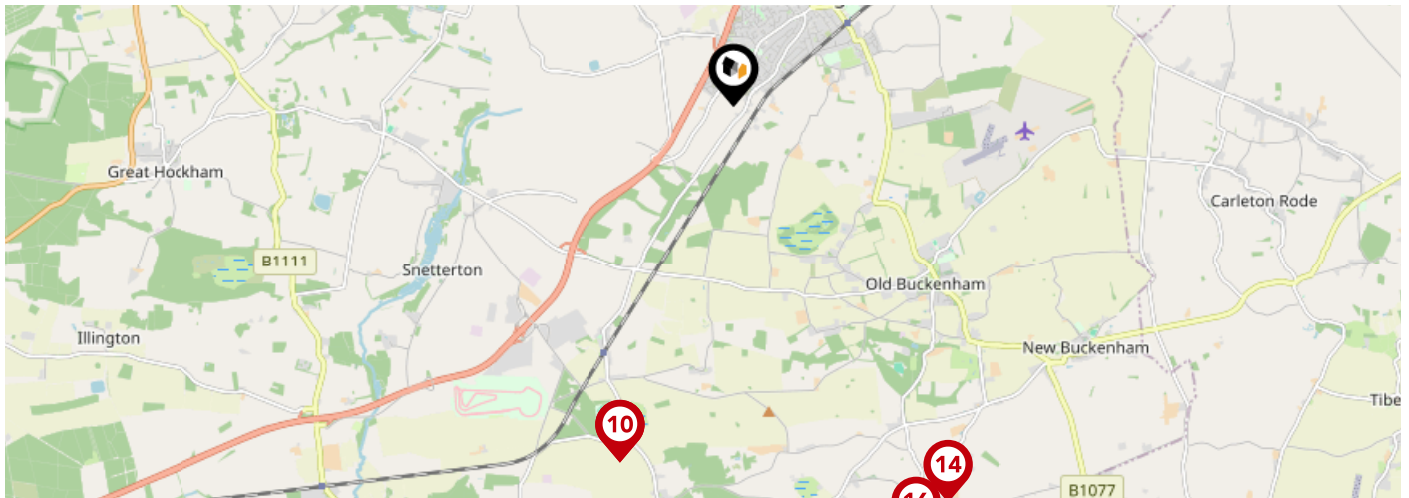 Great Hockham
Carleton Rode
B1111
Snetterton
Old Buckenham
Illington
New Buckenham
Tibe
10
14
B1077